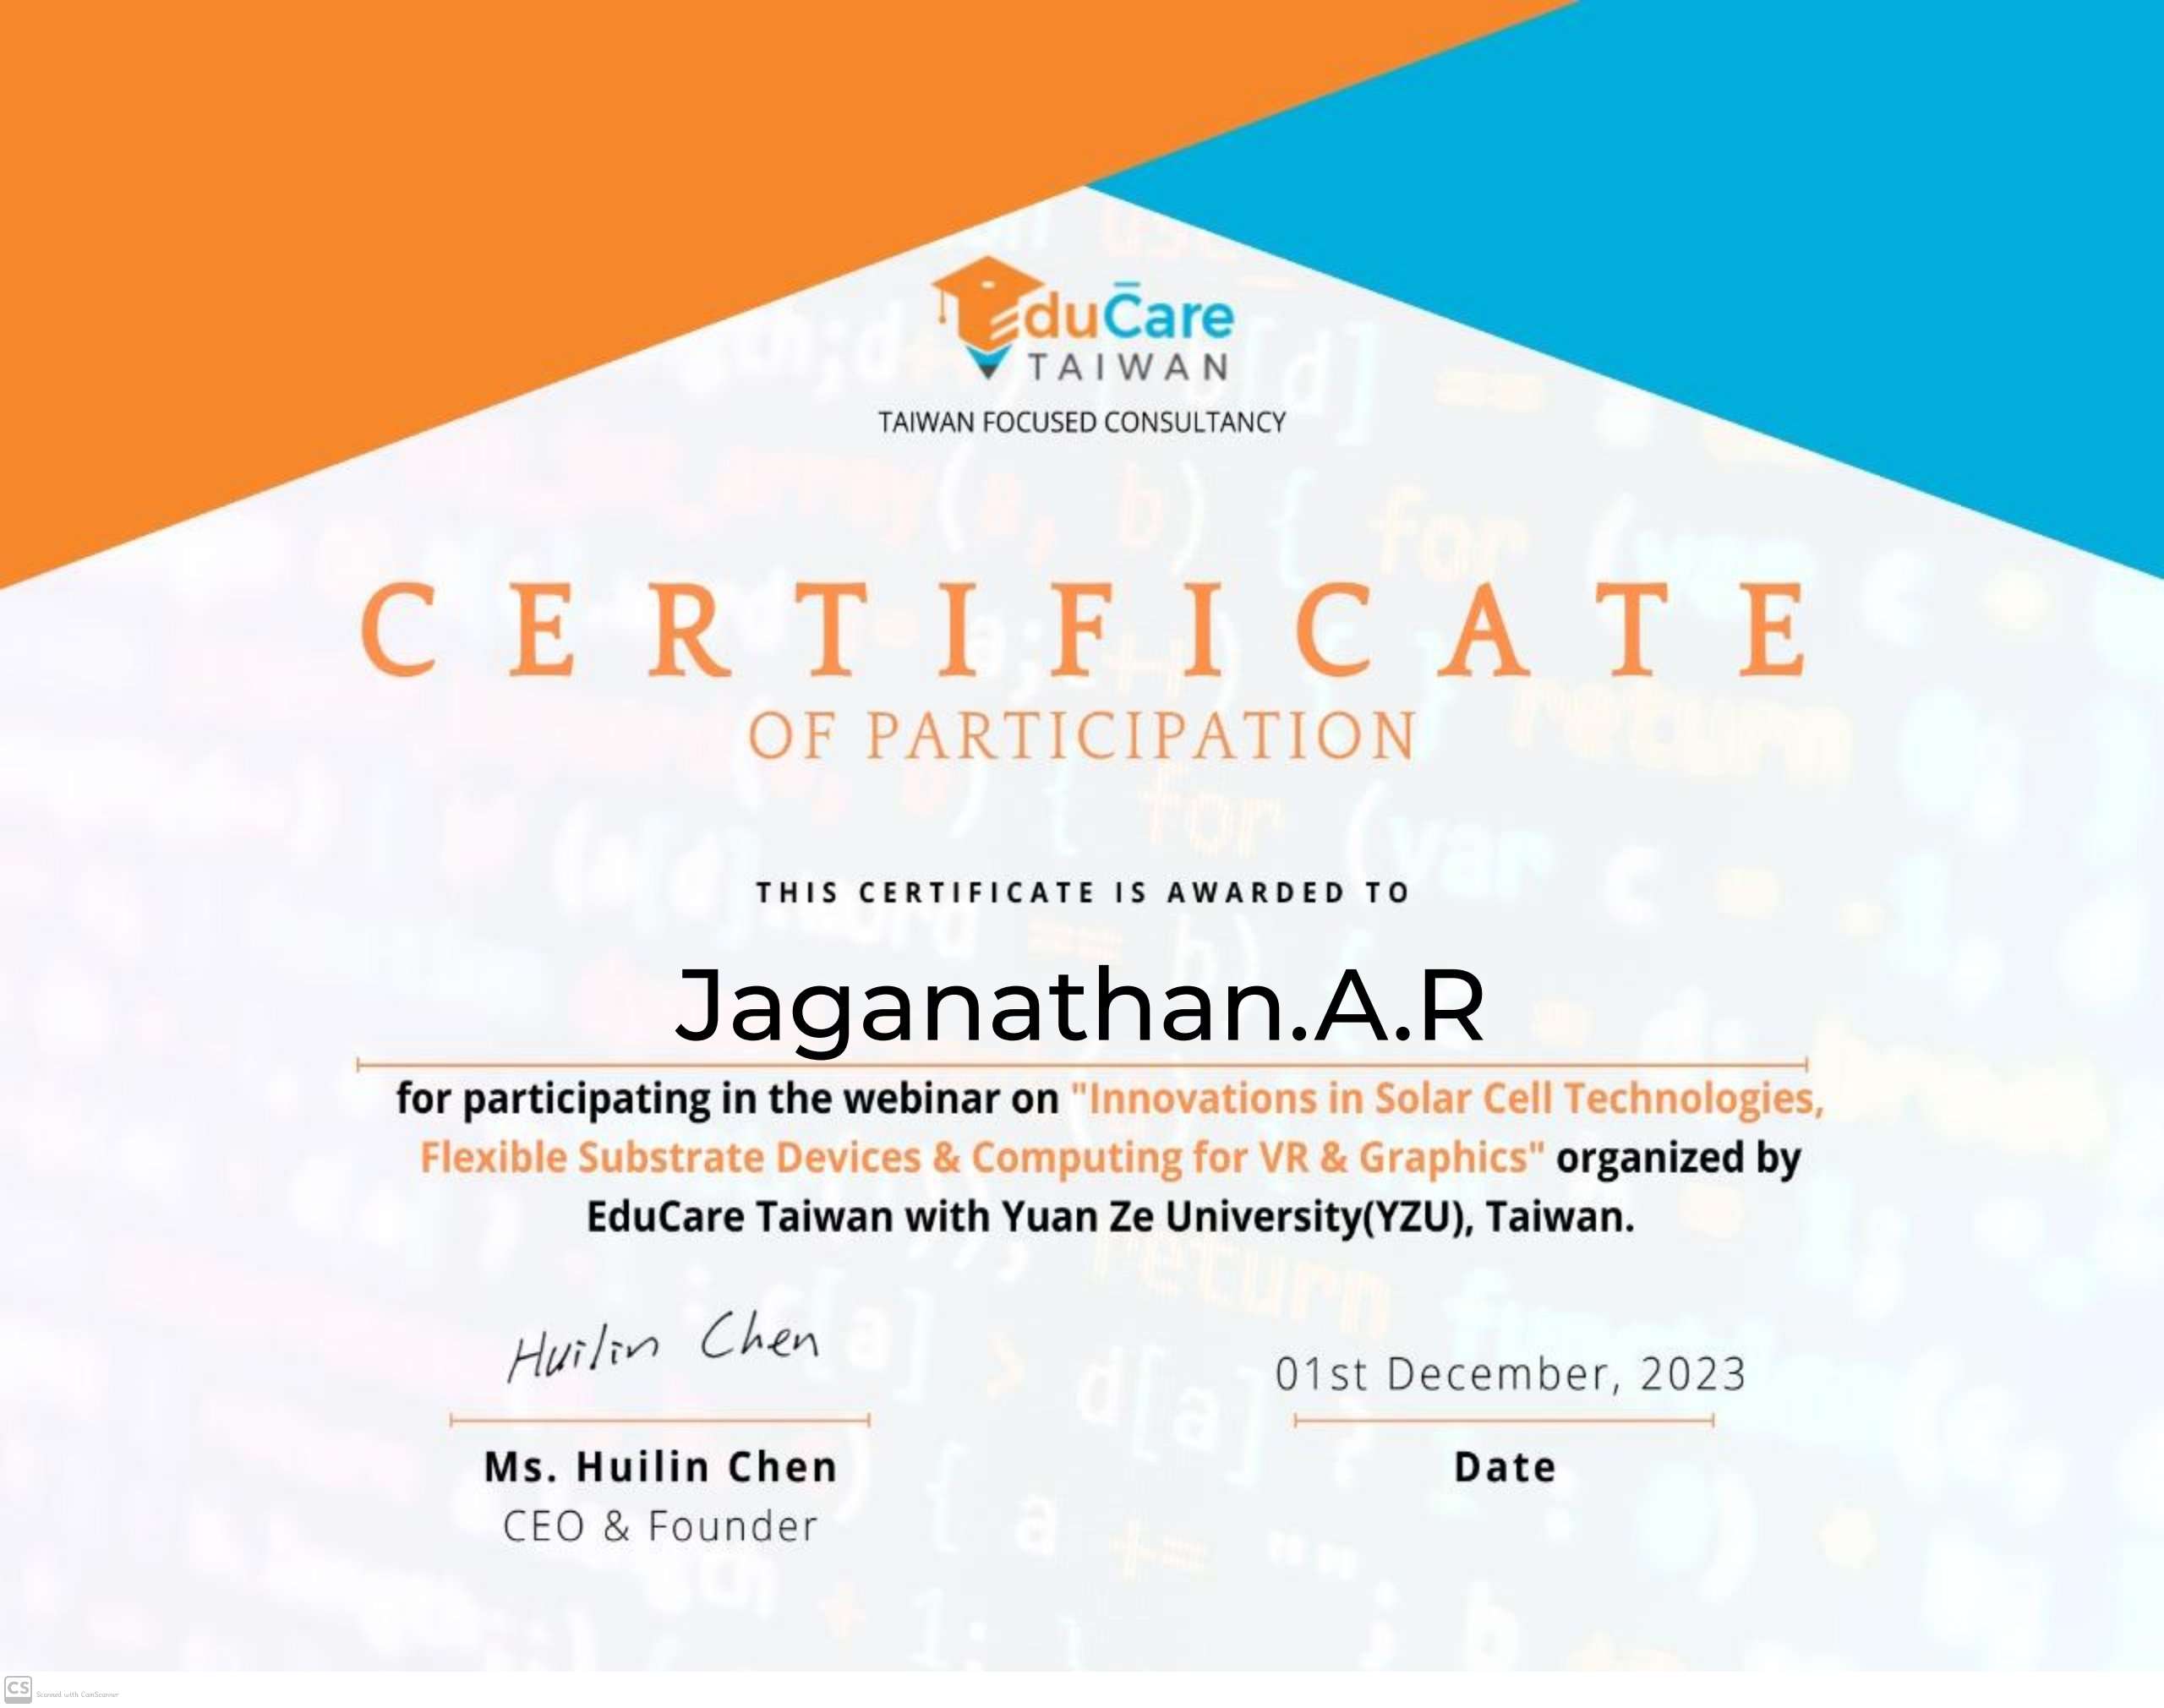 EduCare
TAIWAN
TAIWAN FOCUSED CONSULTANCY
CERTIFICATE
OF PARTICIPATION
THIS CERTIFICATE IS AWARDED TO
Jaganathan.A.R
for participating in the webinar on "Innovations in Solar Cell Technologies,
Flexible Substrate Devices & Computing for VR & Graphics" organized by
EduCare Taiwan with Yuan Ze University(YZU), Taiwan.
Huilin Chen
01st December, 2023
Ms. Huilin Chen
Date
CEO & Founder
CS Scanned with CamScanner